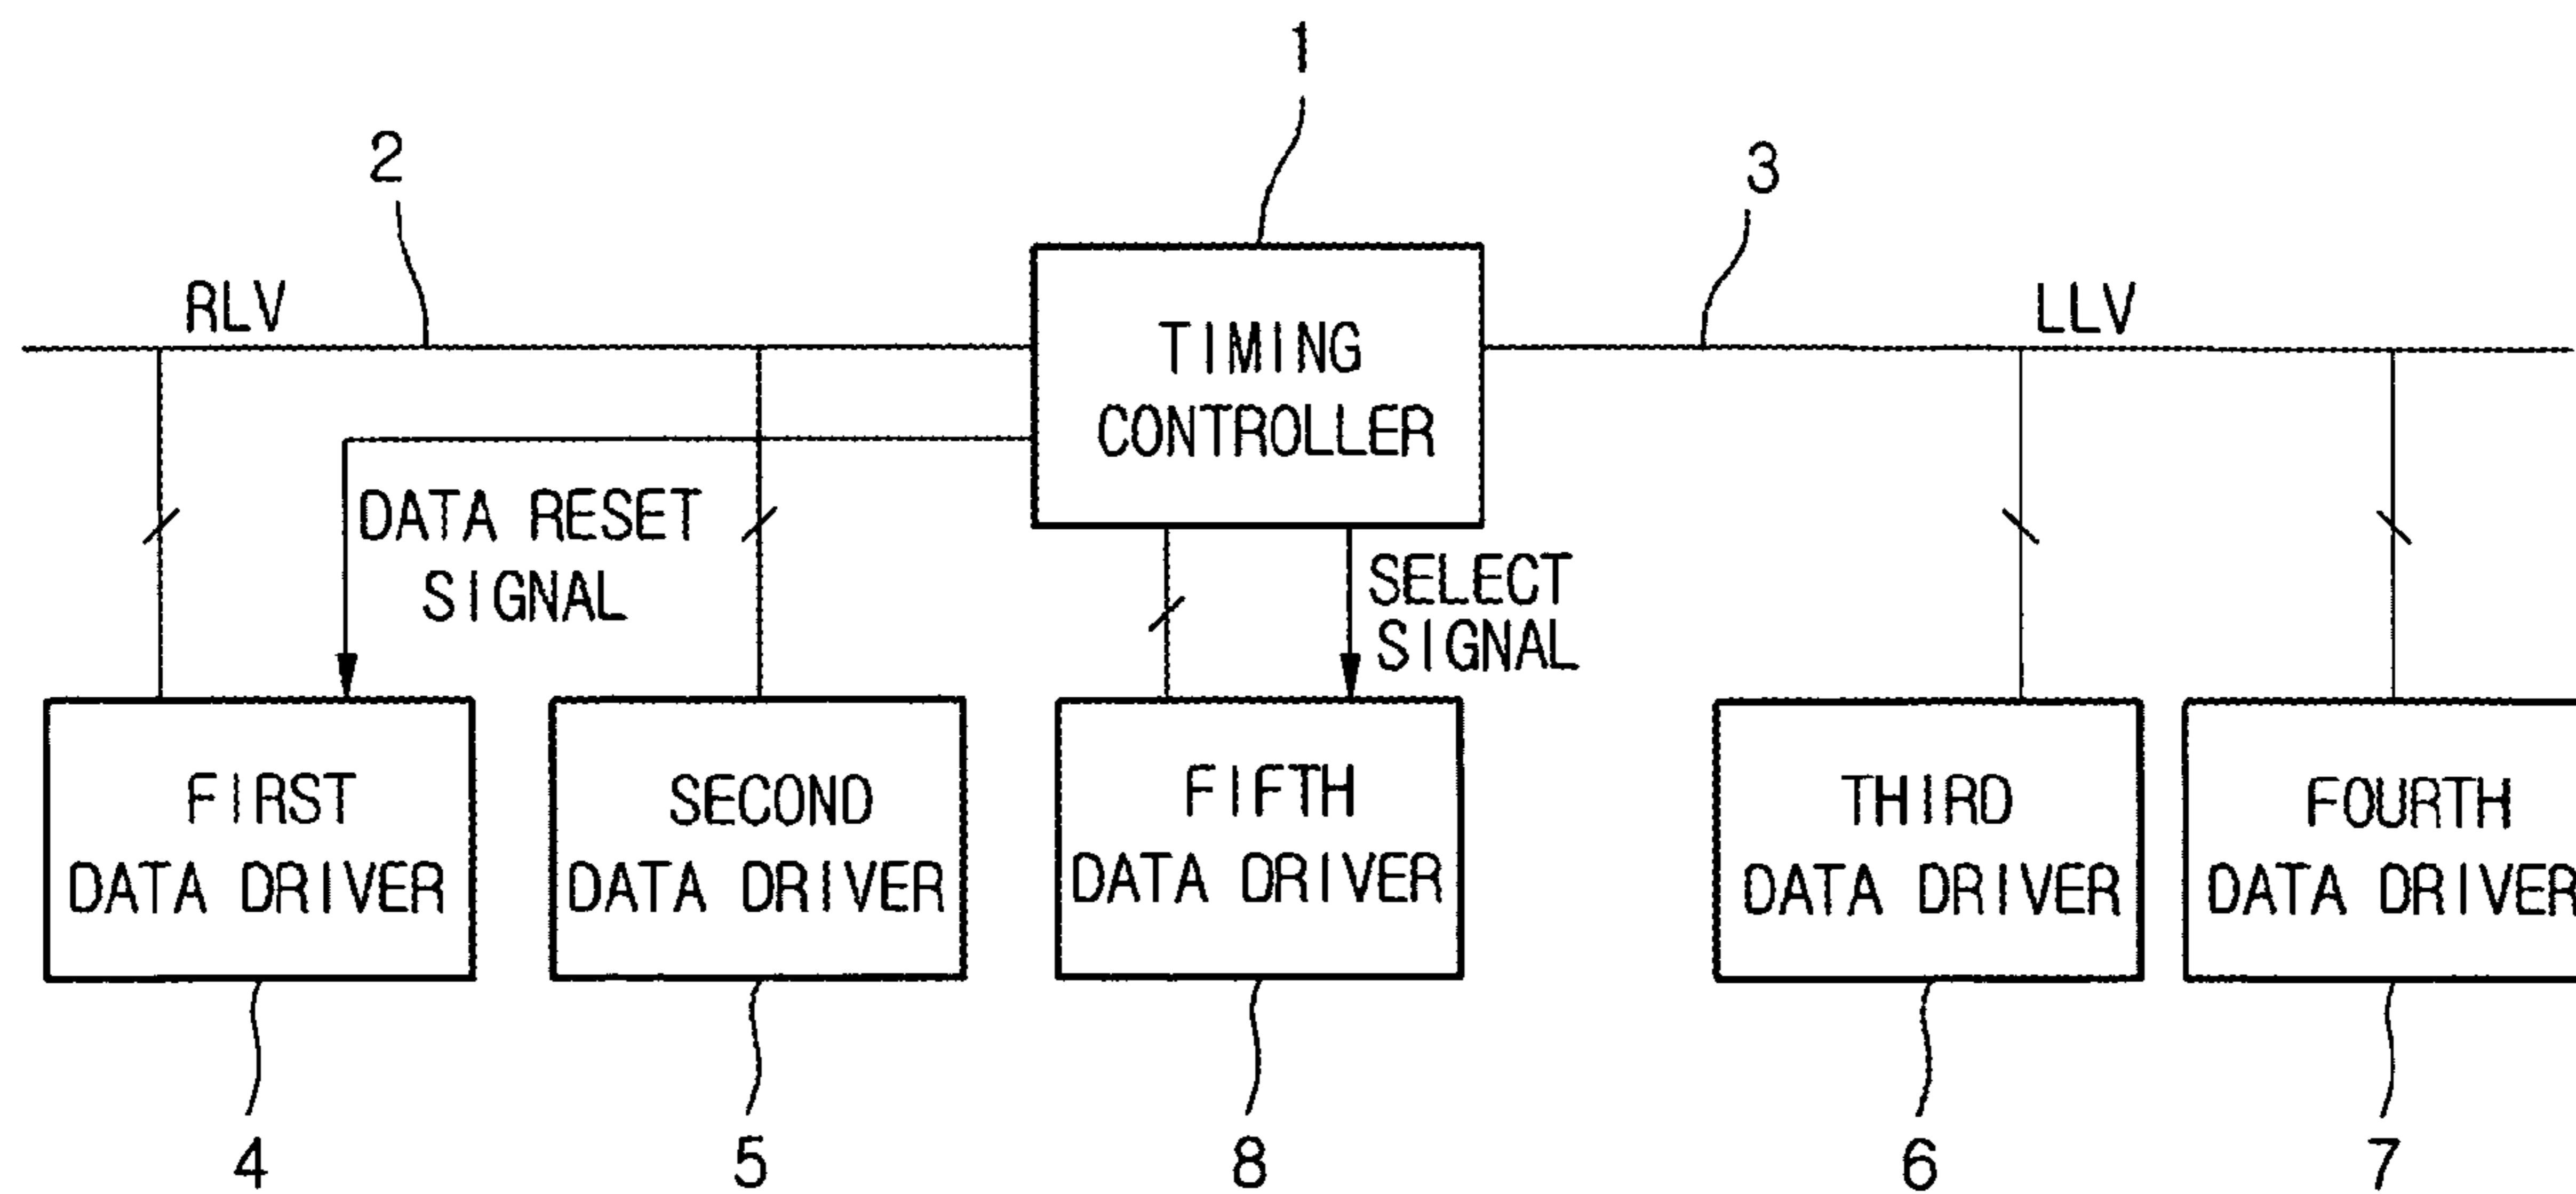 1
2
3
RLV
LLV
TIMING
CONTROLLER
DATA RESET
SIGNAL
SELECT
SIGNAL
FIRST
DATA DRIVER
SECOND
DATA DRIVER
FIFTH
DATA DRIVER
THIRD
DATA DRIVER
FOURTH
DATA DRIVER
4
5
8
6
7